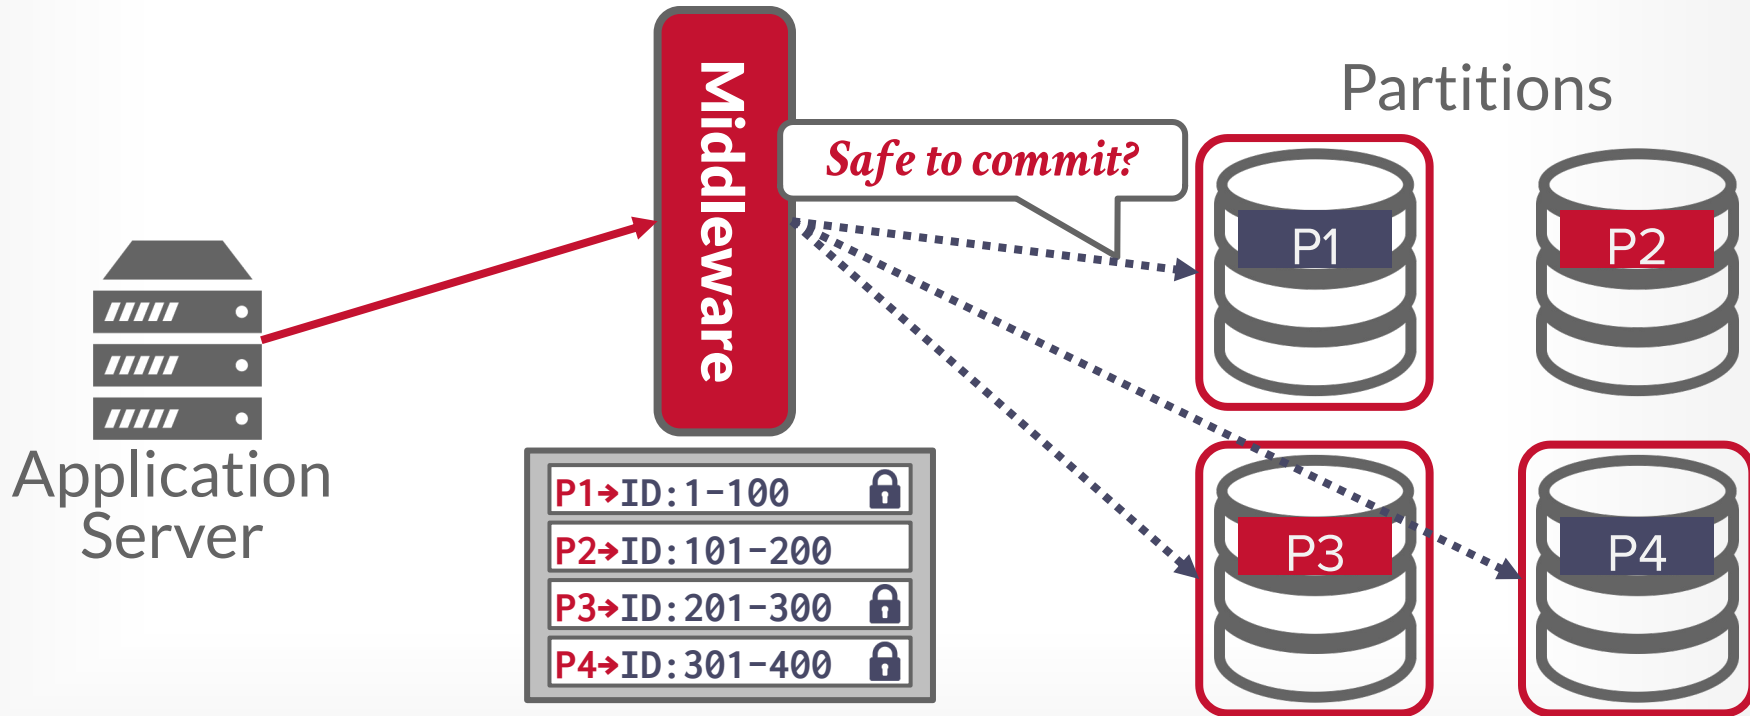 Middleware
Safe to commit?
Partitions
P1
P2
P3
P4
Application
Server
P1→ID:1-100
P2→ID:101-200
P3→ID:201-300
P4→ID:301-400